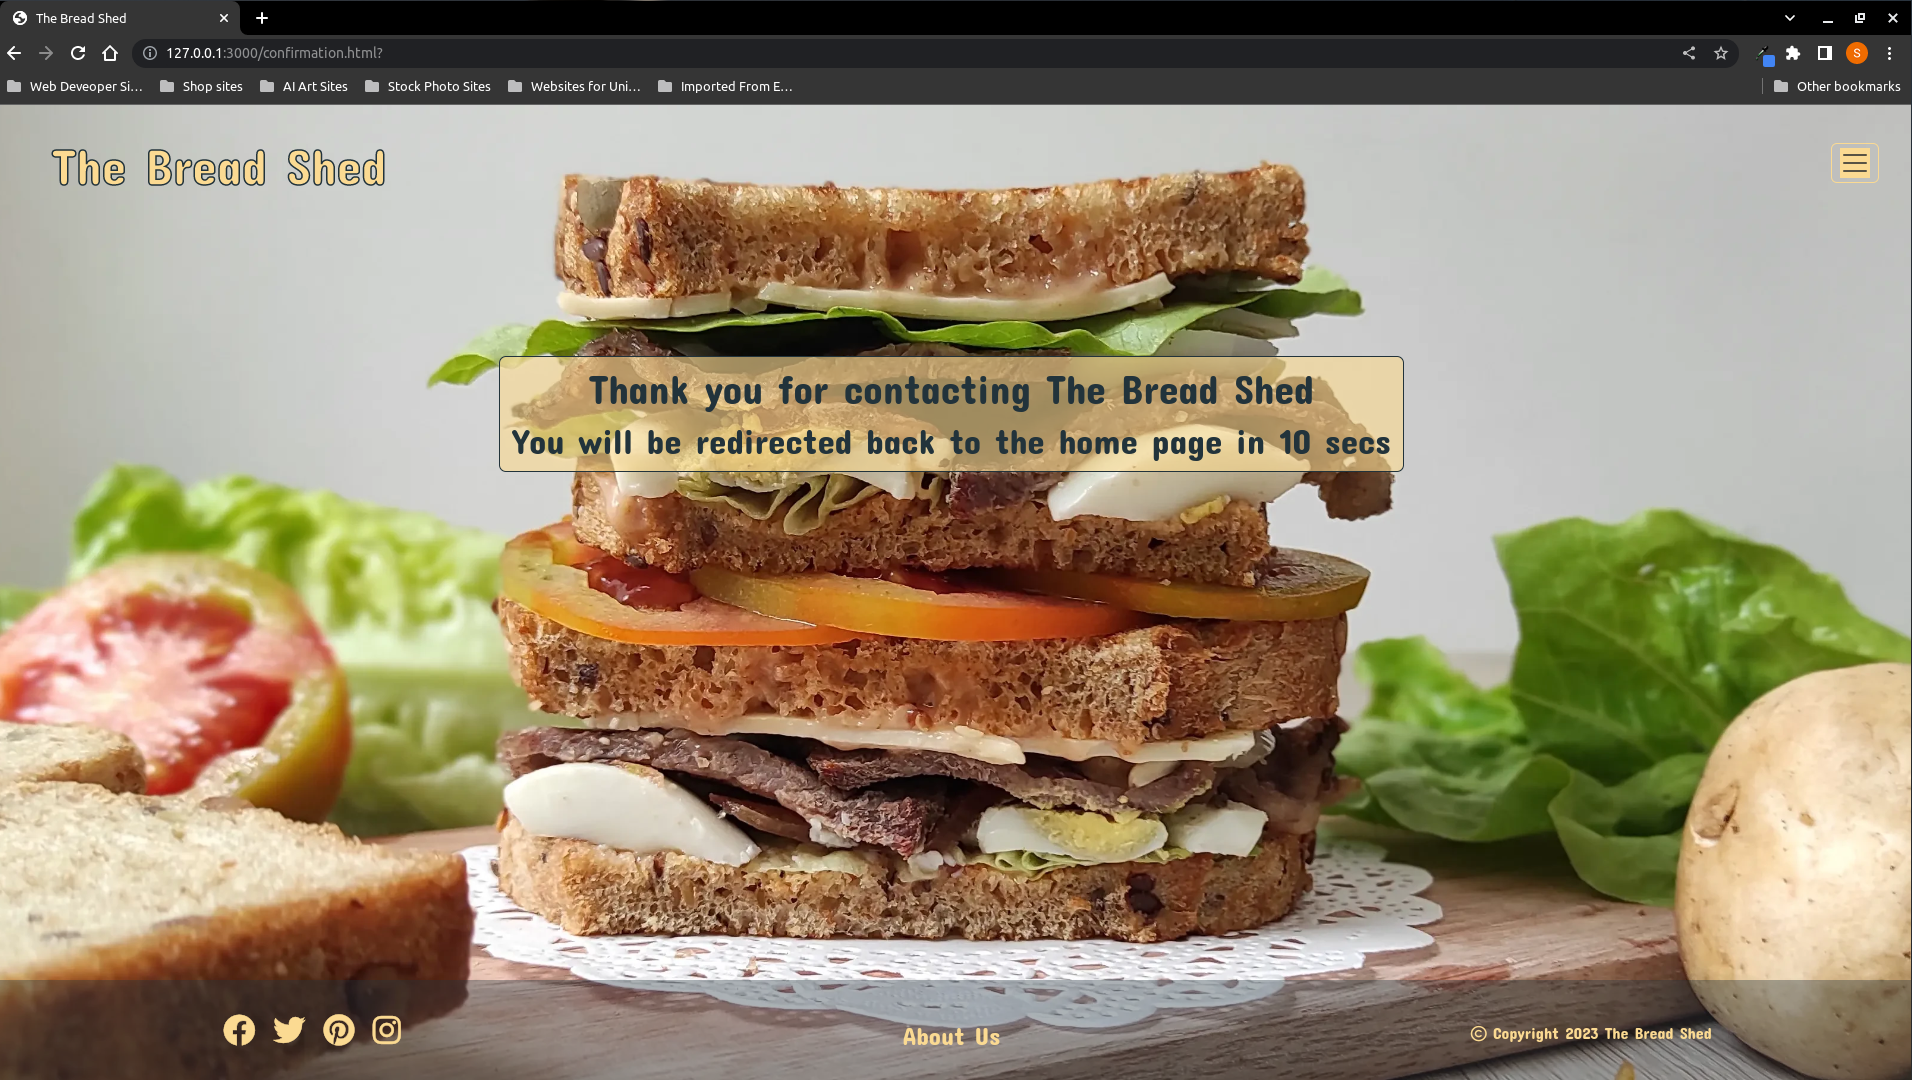 The Bread Shed
127.0.0.1:3000/confirmation.html?
S
Web Deveoper Si…
Shop sites
AI Art Sites
Stock Photo Sites
Websites for Uni…
Imported From E…
Other bookmarks
The Bread Shed
Thank you for contacting The Bread Shed
You will be redirected back to the home page in 10 secs
About Us
© Copyright 2023 The Bread Shed